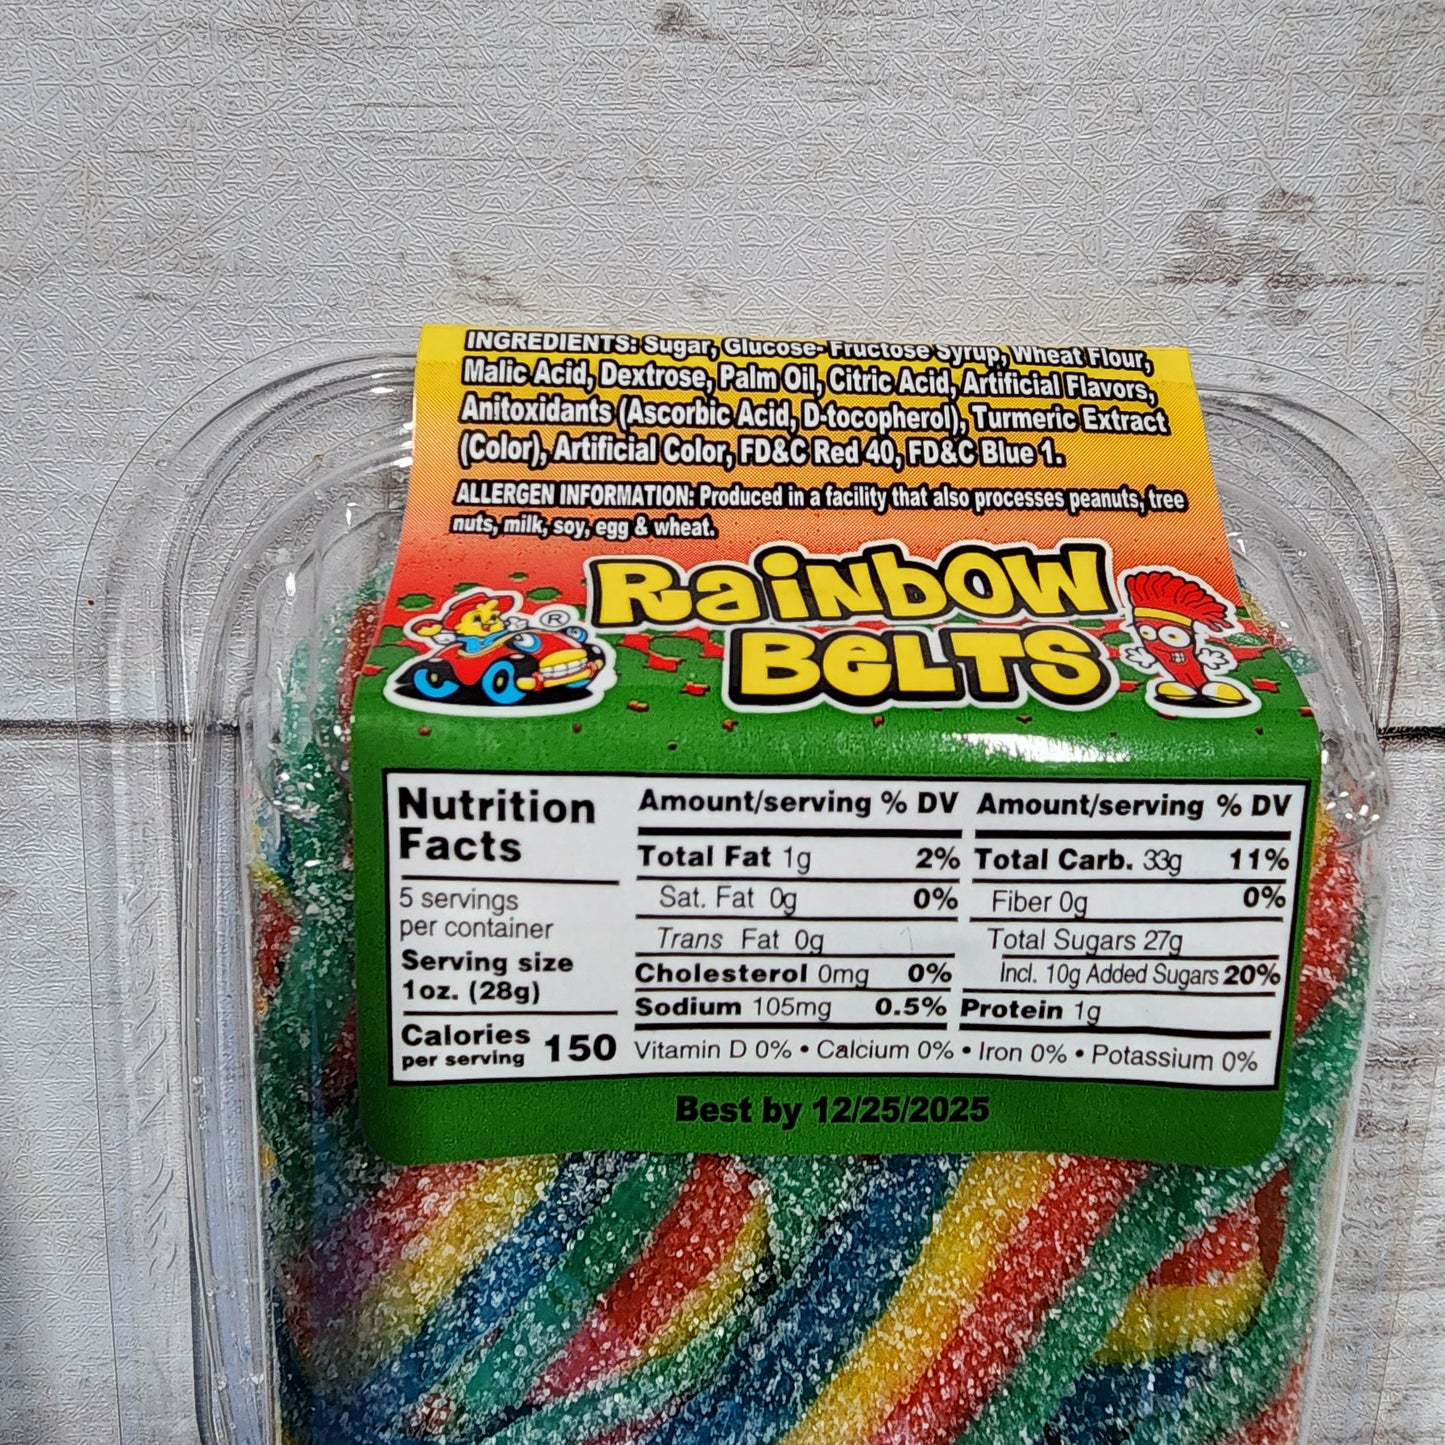 INGREDIENTS: Sugar, Glucose- Fructose Syrup, Wheat Flour,
Malic Acid, Dextrose, Palm Oil, Citric Acid, Artificial Flavors,
Anitoxidants (Ascorbic Acid, D-tocopherol), Turmeric Extract
(Color), Artificial Color, FD&C Red 40, FD&C Blue 1.
ALLERGEN INFORMATION: Produced in a facility that also processes peanuts, tree
nuts, milk, soy, egg & wheat.
®
RaiNbOW
BeLTS
Nutrition
Facts
5 servings
per container
Serving size
1oz. (28g)
Calories
per serving 150
Amount/serving % DV
Total Fat 1g 2%
Sat. Fat 0g 0%
Trans Fat 0g
Cholesterol 0mg 0%
Sodium 105mg 0.5%
Amount/serving % DV
Total Carb. 33g 11%
Fiber 0g 0%
Total Sugars 27g
Incl. 10g Added Sugars 20%
Protein 1g
Vitamin D 0% • Calcium 0% • Iron 0% • Potassium 0%
Best by 12/25/2025